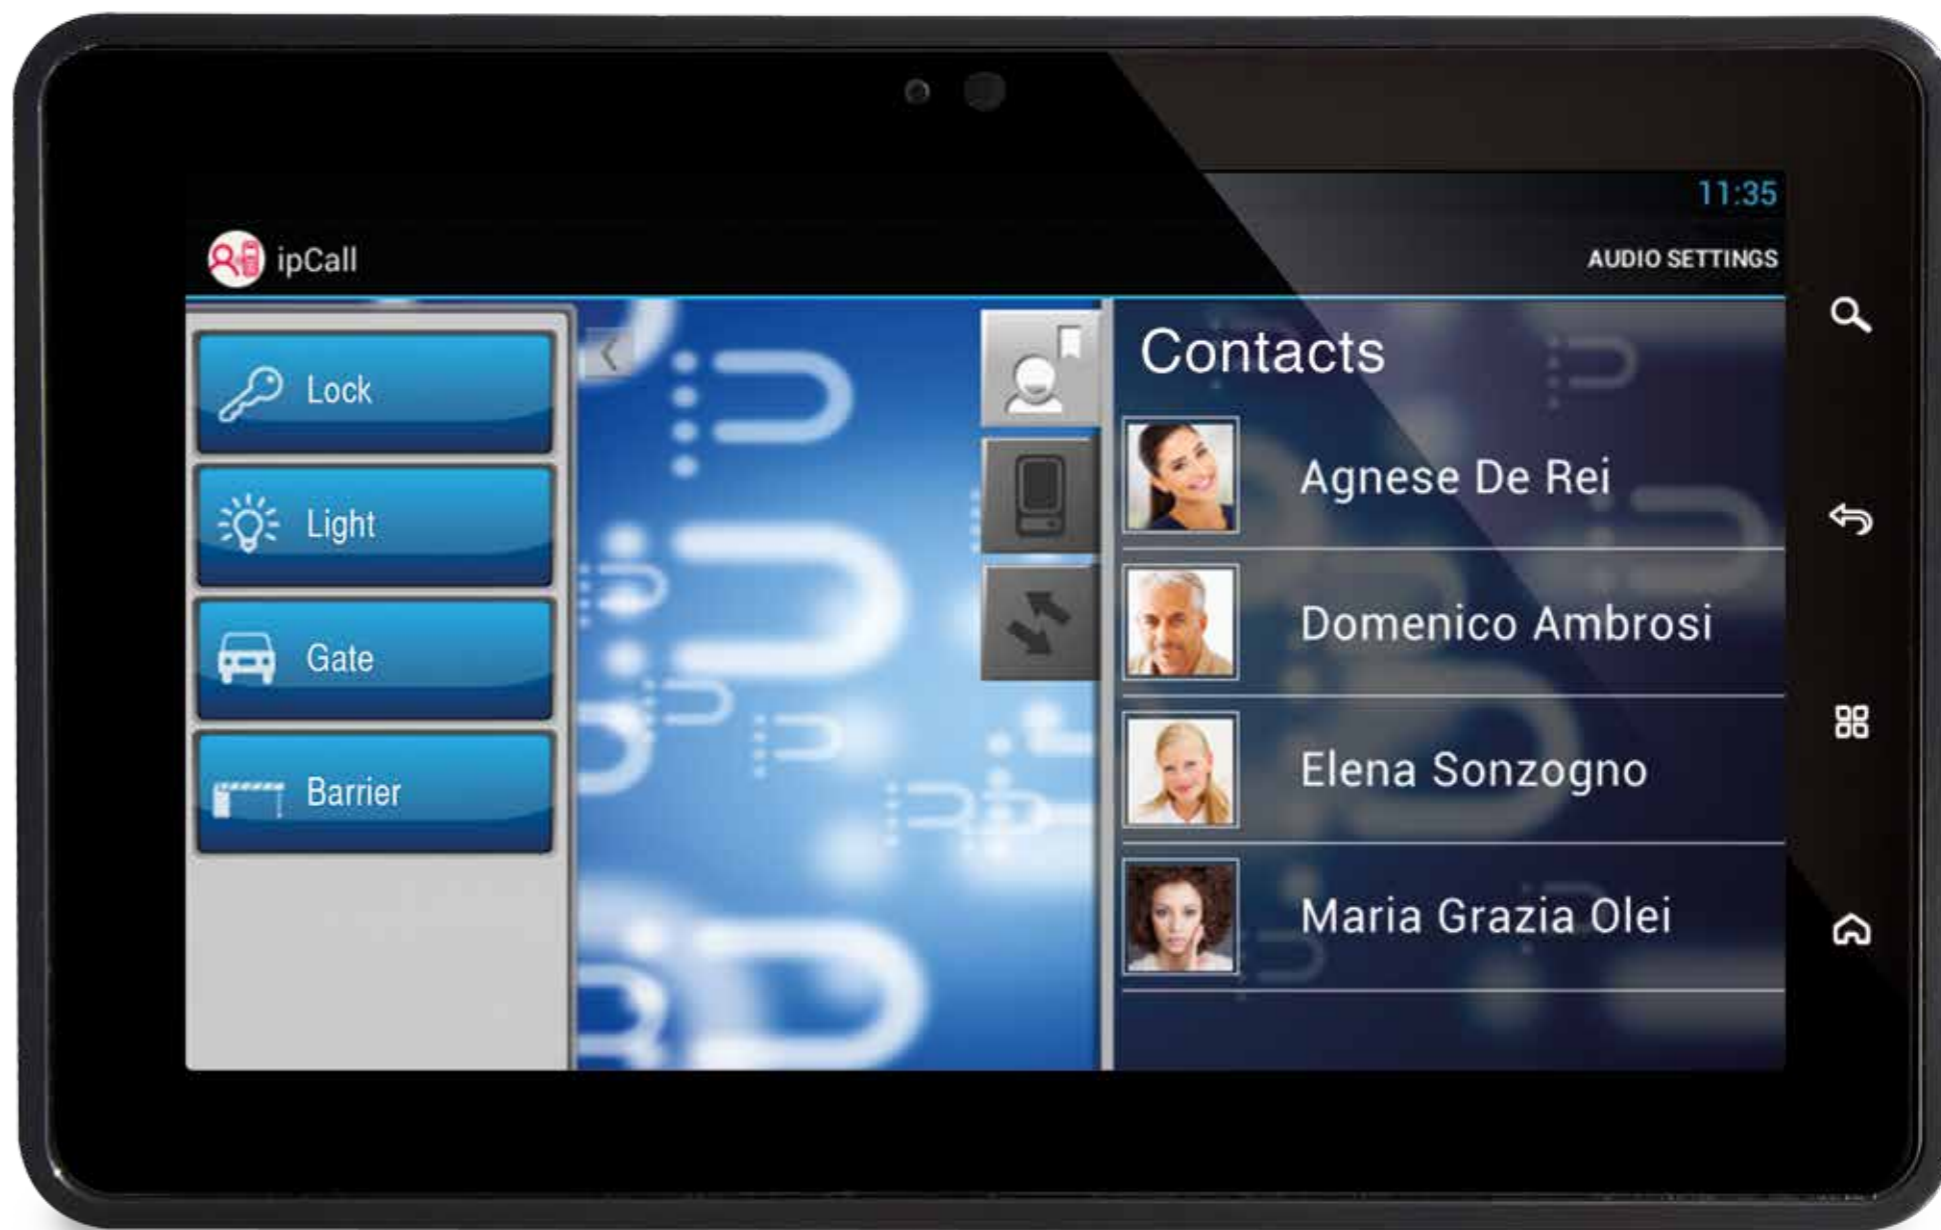 11:35
ipCall
AUDIO SETTINGS
Lock
Light
Gate
Barrier
Contacts
Agnese De Rei
Domenico Ambrosi
Elena Sonzogno
Maria Grazia Olei